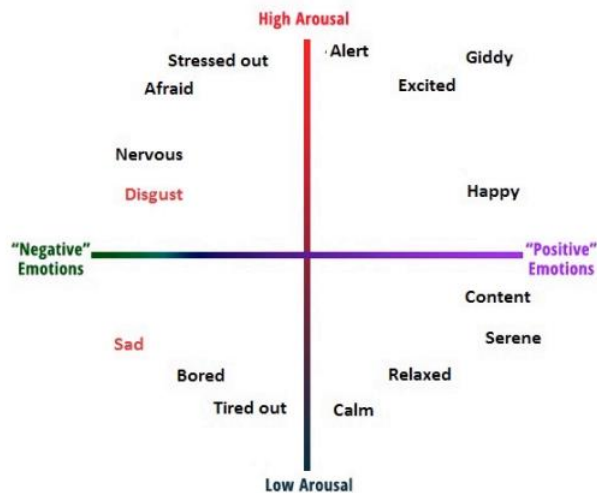 High Arousal
Alert
Stressed out
Giddy
Afraid
Excited
Nervous
Disgust
Happy
“Negative”
Emotions
“Positive”
Emotions
Content
Serene
Sad
Bored
Relaxed
Tired out
Calm
Low Arousal